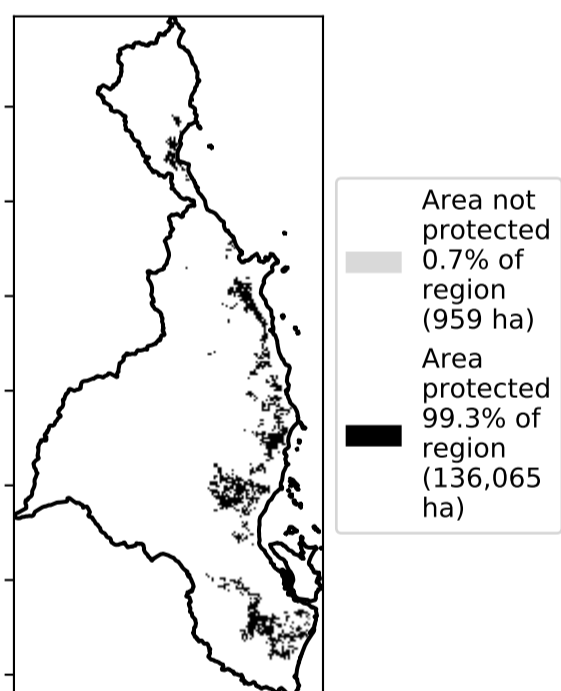 Area not
protected
0.7% of
region
(959 ha)
Area
protected
99.3% of
region
(136,065
ha)